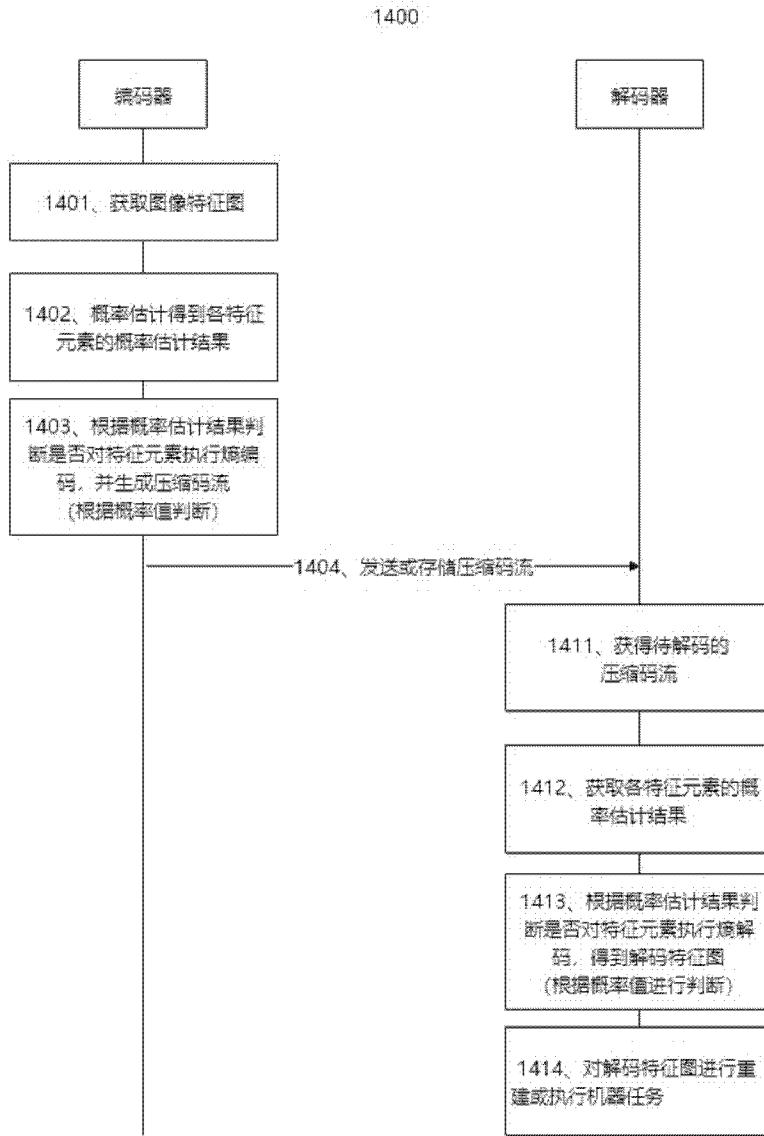 1400
编码器
解码器
1401、获取图像特征图
1402、概率估计得到各特征
元素的概率估计结果
1403、根据概率估计结果判
断是否对特征元素执行熵编
码，并生成压缩码流
(根据概率值判断)
1404、发送或存储压缩码流
1411、获得待解码的
压缩码流
1412、获取各特征元素的概
率估计结果
1413、根据概率估计结果判
断是否对特征元素执行熵解
码，得到解码特征图
(根据概率值进行判断)
1414、对解码特征图进行重
建或执行机器任务